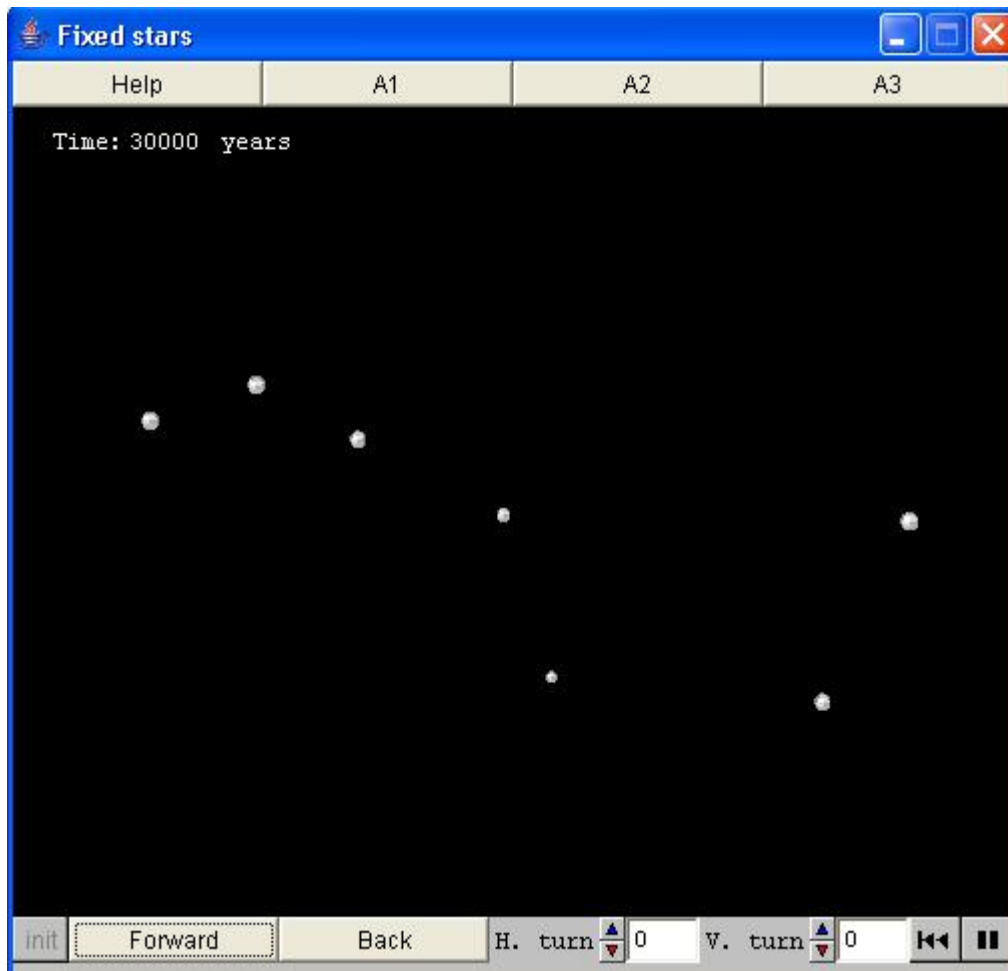 Fixed stars
Help A1 A2 A3
Time: 30000 years
init Forward Back H. turn 0 V. turn 0